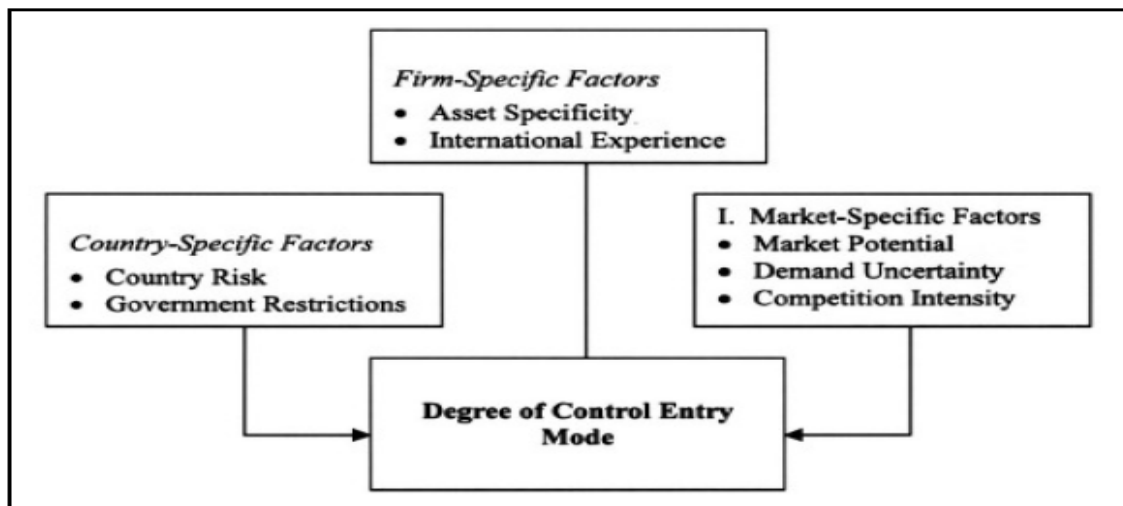 Firm-Specific Factors
• Asset Specificity
• International Experience
Country-Specific Factors
• Country Risk
• Government Restrictions
I. Market-Specific Factors
• Market Potential
• Demand Uncertainty
• Competition Intensity
Degree of Control Entry
Mode